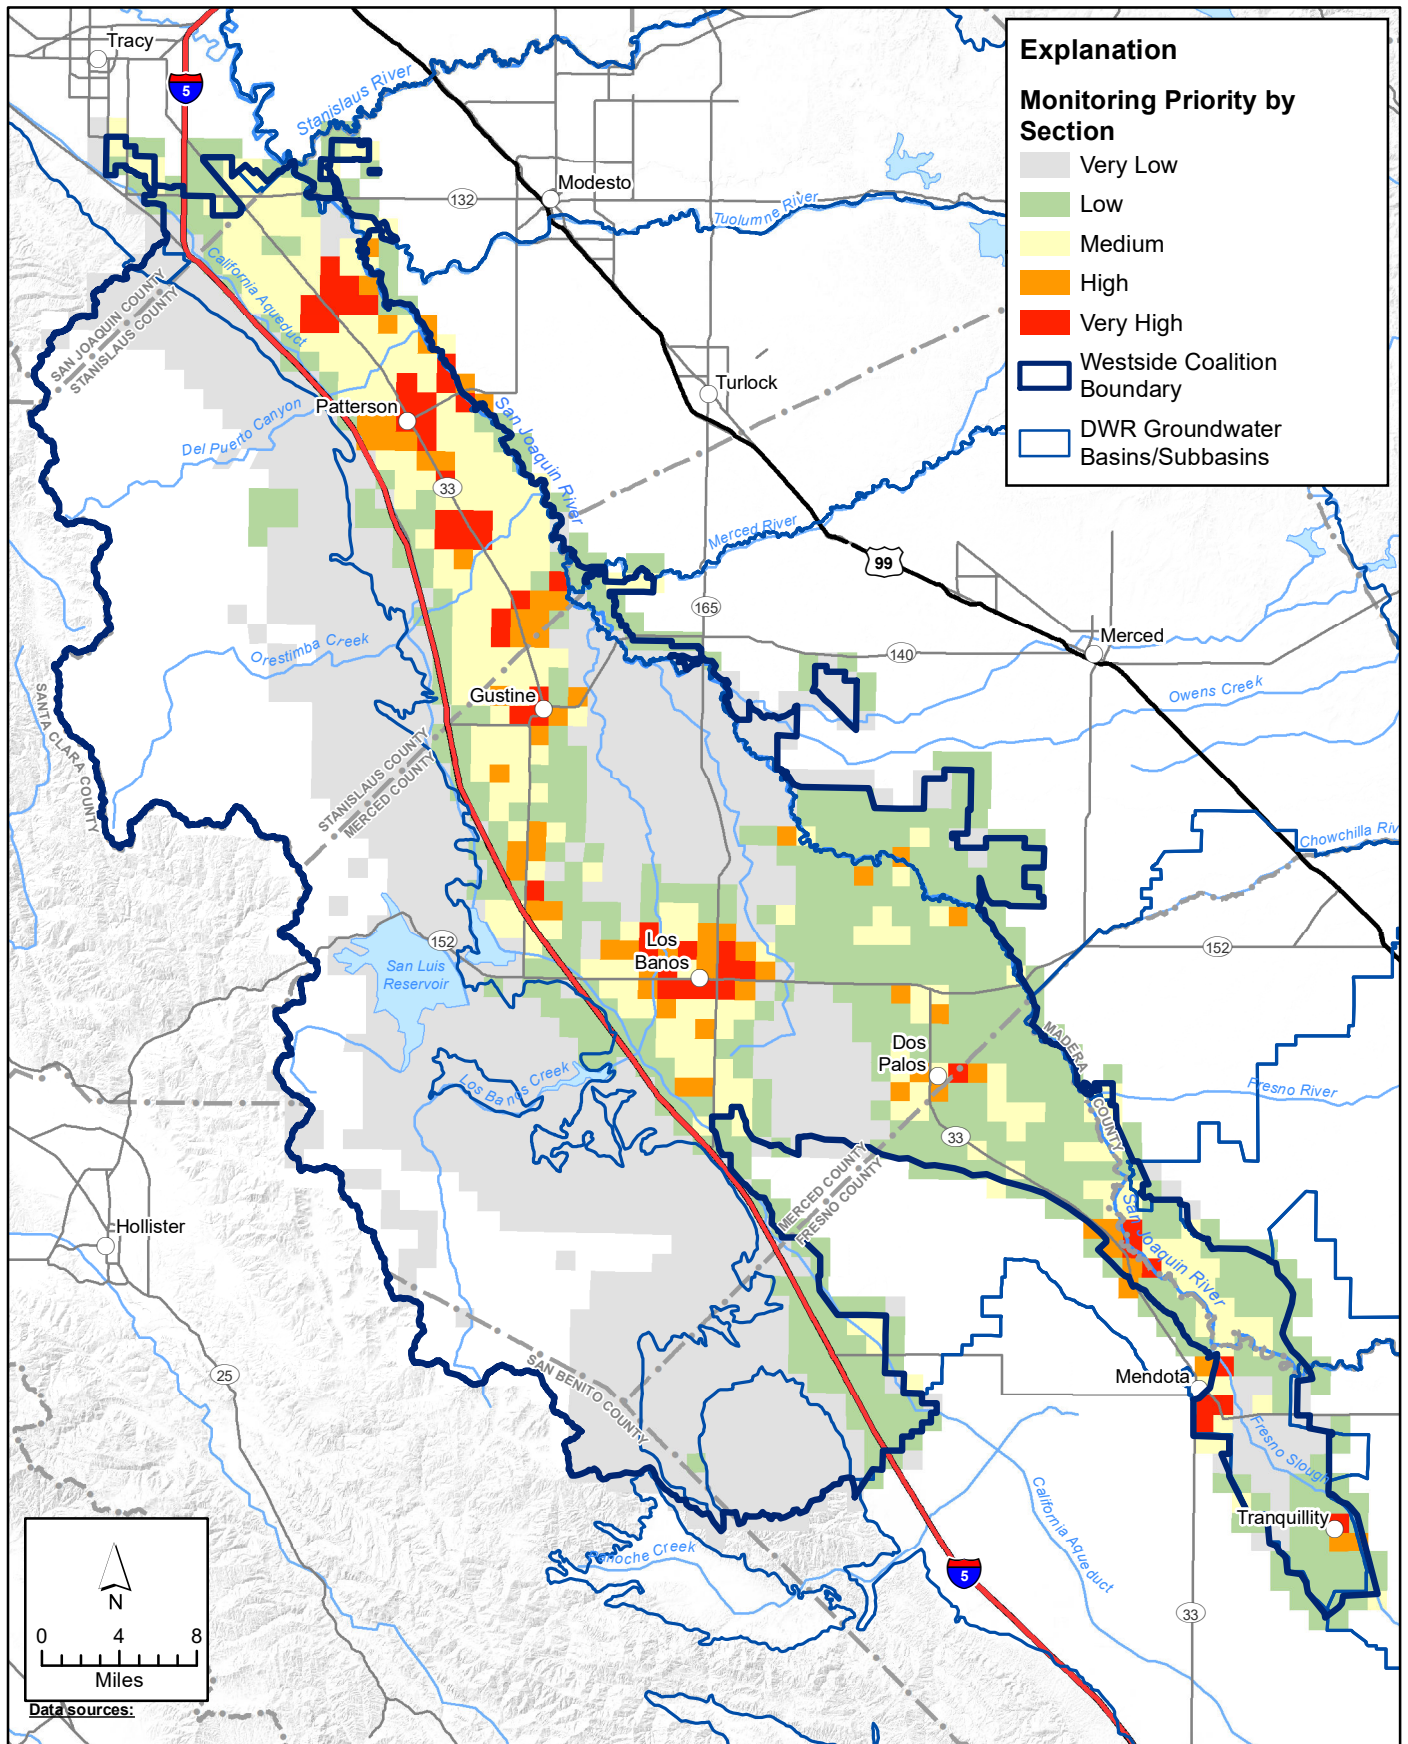 Explanation
Monitoring Priority by
Section
Very Low
Low
Medium
High
Very High
Westside Coalition
Boundary
DWR Groundwater
Basins/Subbasins
Tracy
5
Stanislaus River
132
Modesto
Tuolumne River
California Aqueduct
SAN JOAQUIN COUNTY
STANISLAUS COUNTY
Turlock
Patterson
Del Puerto Canyon
San Joaquin River
33
Merced River
99
165
Merced
140
Orestimba Creek
Owens Creek
SANTA CLARA COUNTY
Gustine
STANISLAUS COUNTY
MERCED COUNTY
Chowchilla Riv
152
Los
Banos
San Luis
Reservoir
152
Dos
Palos
MADERA COUNTY
Los Banos Creek
Fresno River
33
MERCED COUNTY
FRESNO COUNTY
Hollister
San Joaquin River
SAN BENITO COUNTY
25
Mendota
Fresno Slough
California Aqueduct
Tranquillity
Panoche Creek
5
33
N
0 4 8
Miles
Data sources: